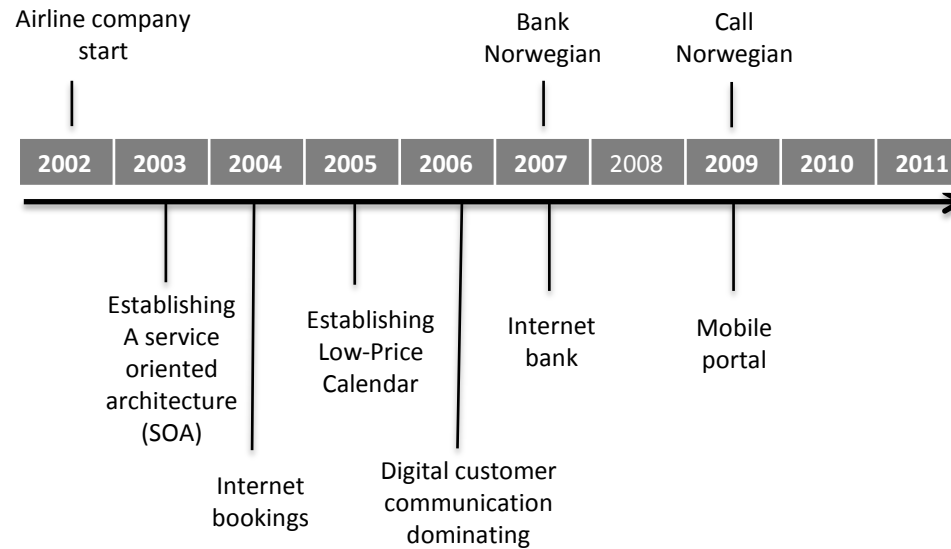 Airline company
start
Bank
Norwegian
Call
Norwegian
2002 2003 2004 2005 2006 2007 2008 2009 2010 2011
Establishing
A service
oriented
architecture
(SOA)
Internet
bookings
Establishing
Low-Price
Calendar
Digital customer
communication
dominating
Internet
bank
Mobile
portal